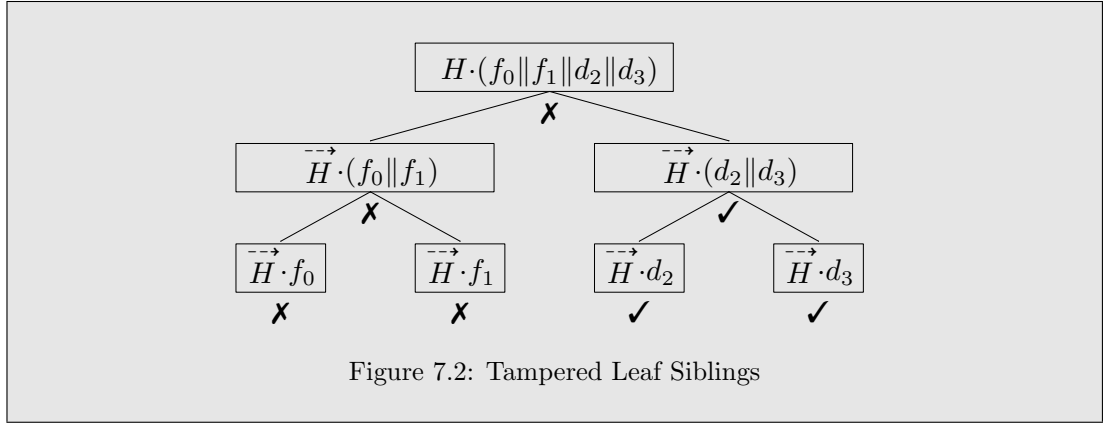 H·(f₀∥f₁∥d₂∥d₃)
✗
H⃗·(f₀∥f₁) H⃗·(d₂∥d₃)
✗ ✓
H⃗·f₀ H⃗·f₁ H⃗·d₂ H⃗·d₃
✗ ✗ ✓ ✓
Figure 7.2: Tampered Leaf Siblings